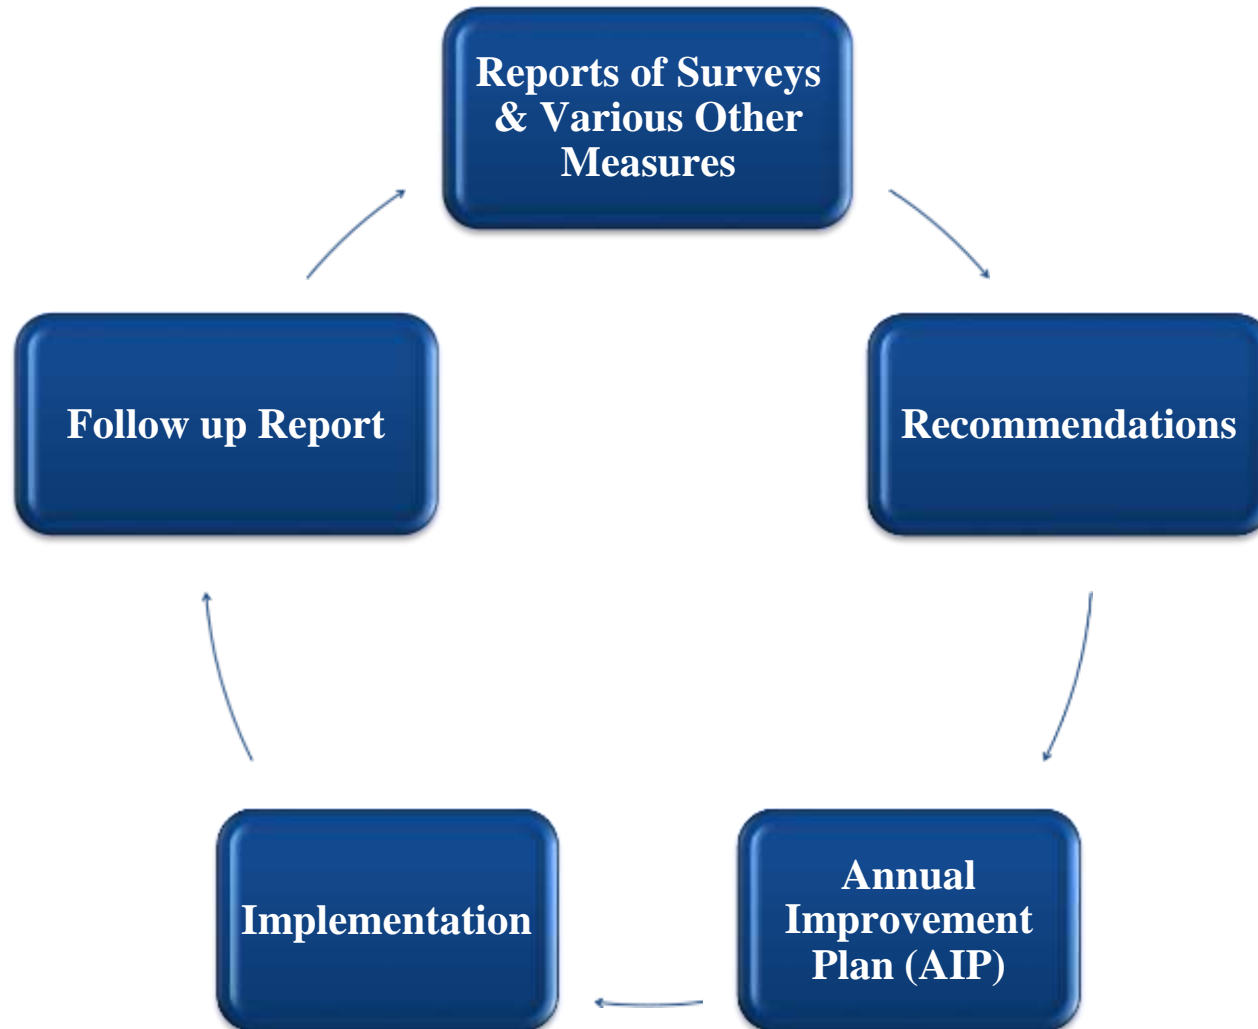 Reports of Surveys
& Various Other
Measures
Recommendations
Annual
Improvement
Plan (AIP)
Implementation
Follow up Report